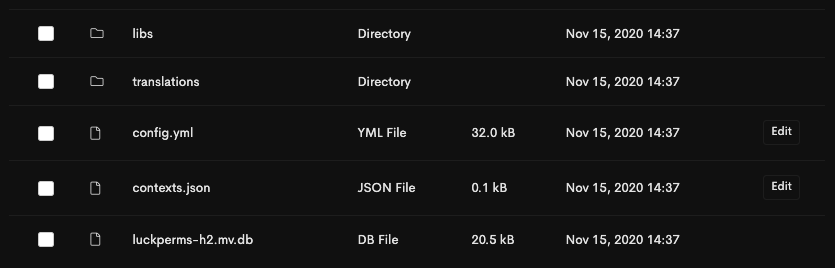 libs Directory Nov 15, 2020 14:37
translations Directory Nov 15, 2020 14:37
config.yml YML File 32.0 kB Nov 15, 2020 14:37 Edit
contexts.json JSON File 0.1 kB Nov 15, 2020 14:37 Edit
luckperms-h2.mv.db DB File 20.5 kB Nov 15, 2020 14:37